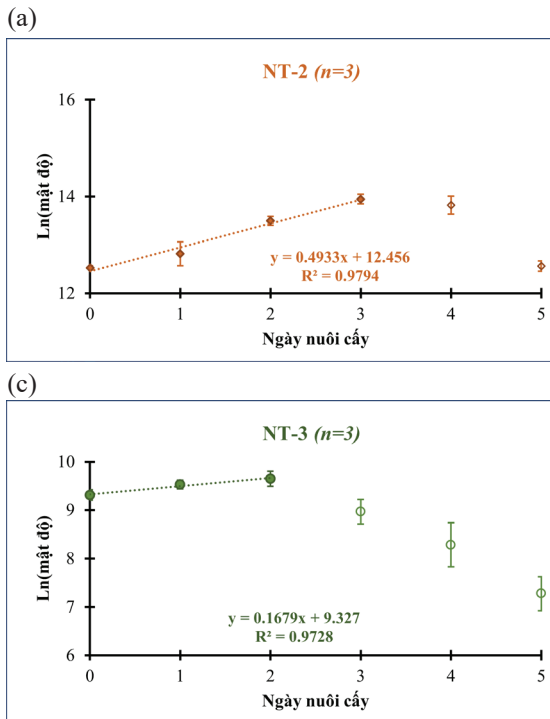 (a)
NT-2 (n=3)
16
14
12
Ln(mật độ)
y = 0.4933x + 12.456
R² = 0.9794
0 1 2 3 4 5
Ngày nuôi cấy
(c)
NT-3 (n=3)
10
9
8
7
6
Ln(mật độ)
y = 0.1679x + 9.327
R² = 0.9728
0 1 2 3 4 5
Ngày nuôi cấy